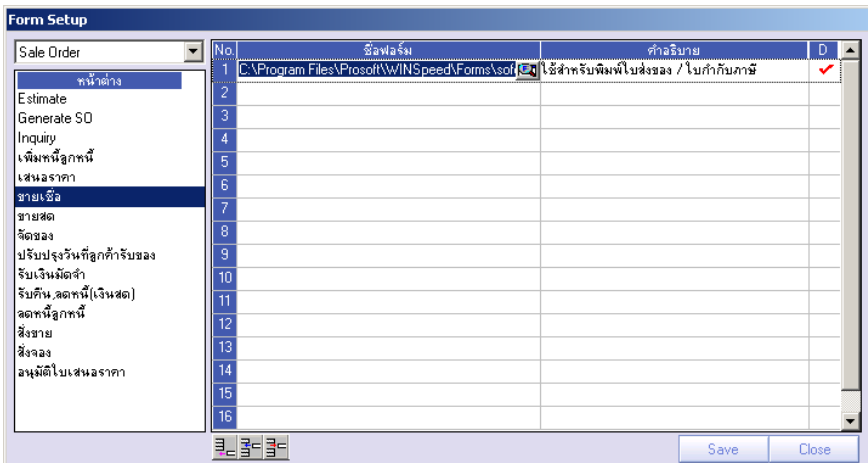 Form Setup
Sale Order
หน้าต่าง
Estimate
Generate SO
Inquiry
เพิ่มหนี้ลูกหนี้
เสนอราคา
ขายเชื่อ
ขายสด
จัดของ
ปรับปรุงวันที่ลูกค้ารับของ
รับเงินมัดจำ
รับคืน,ลดหนี้(เงินสด)
ลดหนี้ลูกหนี้
สั่งขาย
สั่งจอง
อนุมัติใบเสนอราคา
No. ชื่อฟอร์ม คำอธิบาย D
1 C:\Program Files\Prosoft\WINSpeed\Forms\sof ใช้สำหรับพิมพ์ใบส่งของ / ใบกำกับภาษี
2
3
4
5
6
7
8
9
10
11
12
13
14
15
16
Save Close